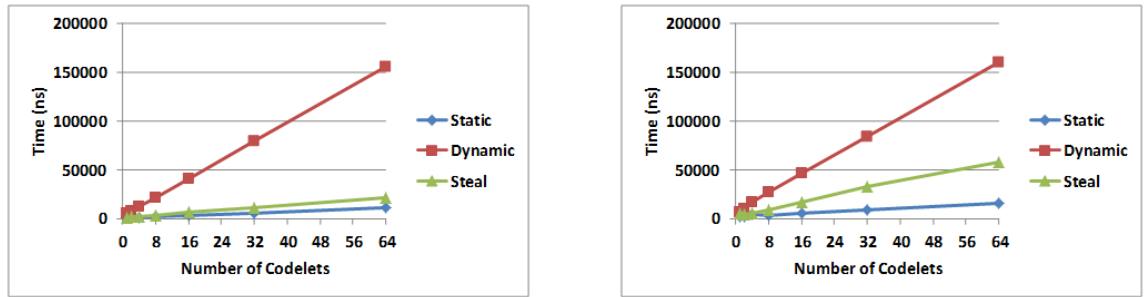 200000
150000
100000
50000
0
Time (ns)
0 8 16 24 32 40 48 56 64
Number of Codelets
Static
Dynamic
Steal
200000
150000
100000
50000
0
Time (ns)
0 8 16 24 32 40 48 56 64
Number of Codelets
Static
Dynamic
Steal